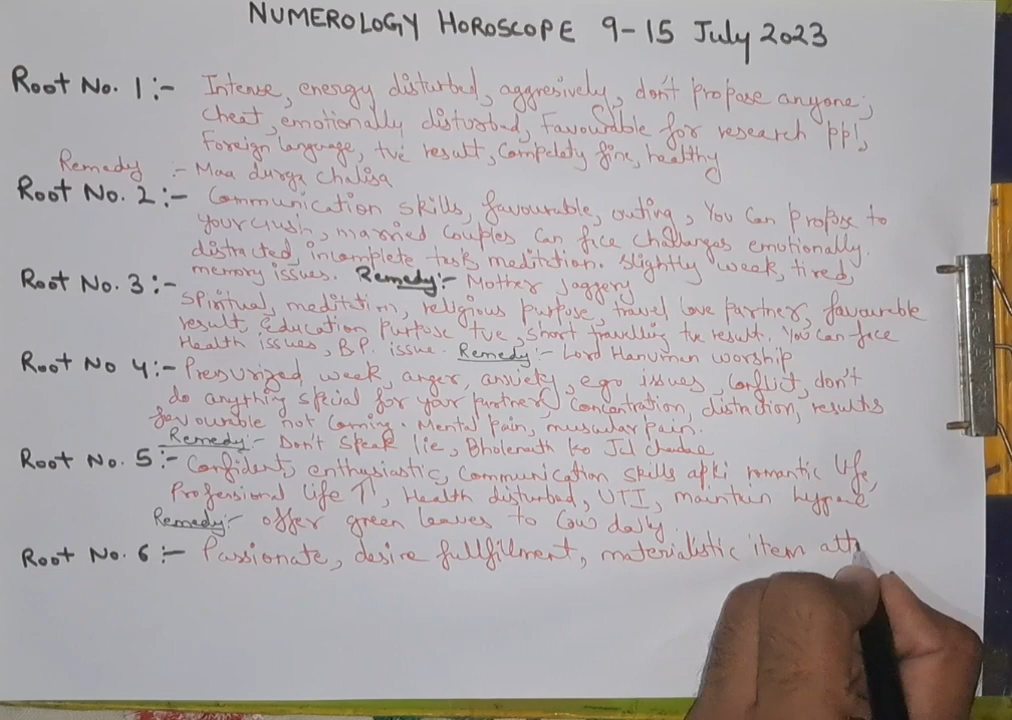 NUMEROLOGY HOROSCOPE 9-15 July 2023
Root No. 1:- Intense, energy disturbed, aggresively, don't propose anyone,
cheat, emotionally disturbed, Favourable for research ppl,
Foreign language, +ve result, Completely fine, healthy
Remedy :- Maa durga Chalisa
Root No. 2:- Communication skills, favourable, outing, You Can propose to
your crush, married Couples Can face Challanges emotionally.
distracted, incomplete tasks meditation. Slightly week, tired,
memory issues. Remedy:- Mother Jaggery
Root No. 3:- Spiritual, meditation, religious purpose, travel love partner, favourable
result, education purpose +ve, short travelling +ve result. You can face
Health issues, B.P. issue. Remedy:- Lord Hanuman worship
Root No 4:- Pressurized week, anger, anxiety, ego issues, Conflict, don't
do anything special for your partner, Concentration, distraction, results
favourable not Coming. Mental pain, muscular pain.
Remedy:- Don't speak lie, Bholenath ko Jal chadae
Root No. 5:- Confident, enthusiastic, Communication skills apki romantic life,
Professional life ↑, Health disturbed, UTI, maintain
Remedy:- offer green leaves to Cow daily.
Root No. 6:- Passionate, desire fullfillment, materialistic item att